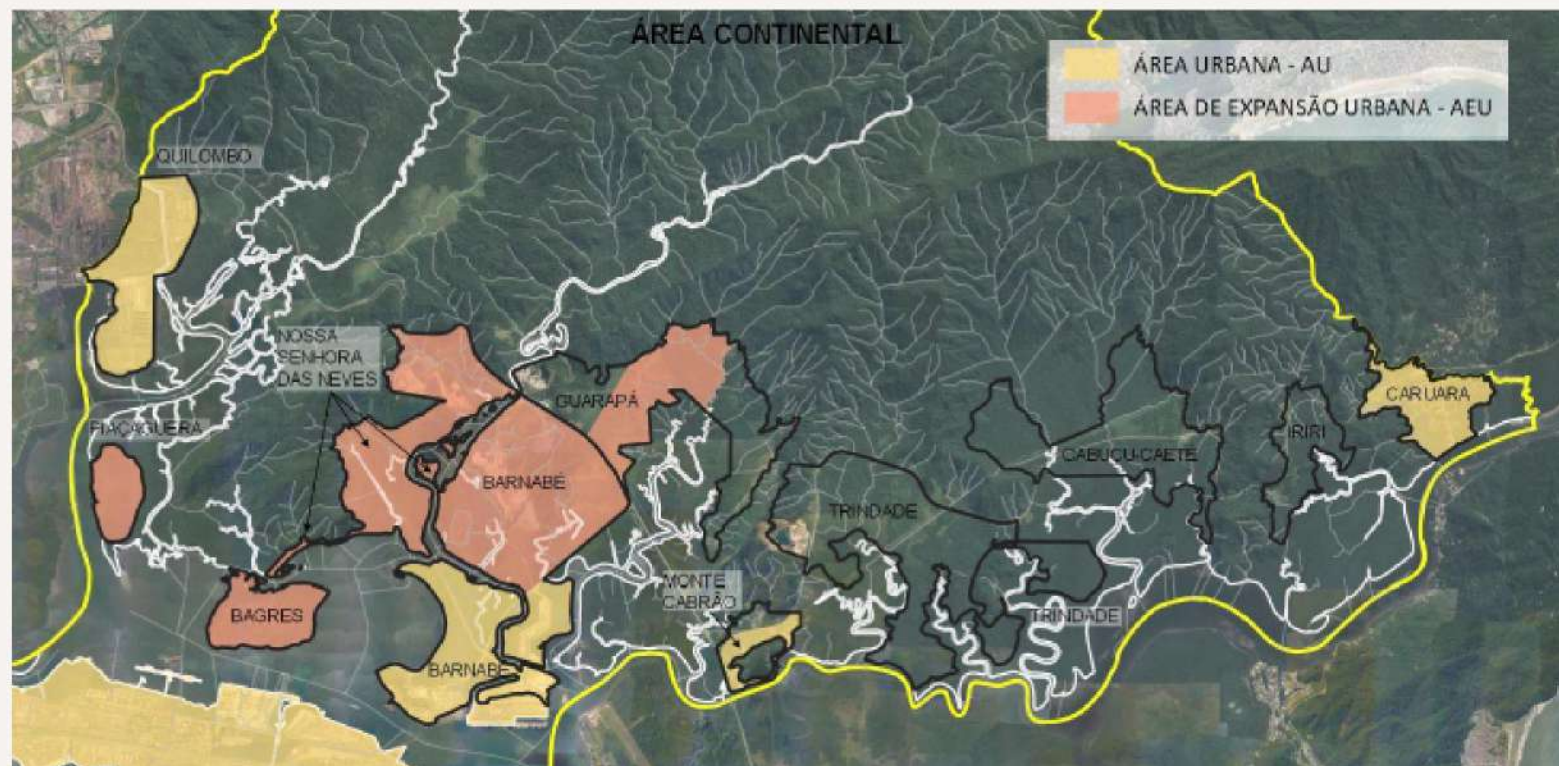 ÁREA CONTINENTAL
ÁREA URBANA - AU
ÁREA DE EXPANSÃO URBANA - AEU
QUILOMBO
NOSSA
SENHORA
DAS NEVES
PIAÇAGUERA
GUARAPÁ
CARUARA
IRIRI
CABUÇU-CAETE
BARNABÉ
TRINDADE
MONTE
CABRÃO
BAGRES
TRINDADE
BARNABÉ